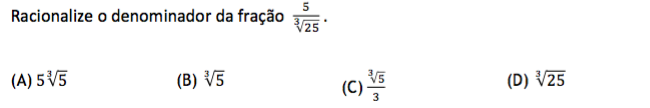 Racionalize o denominador da fração 5/∛25 .
(A) 5∛5 (B) ∛5 (C) ∛5/3 (D) ∛25